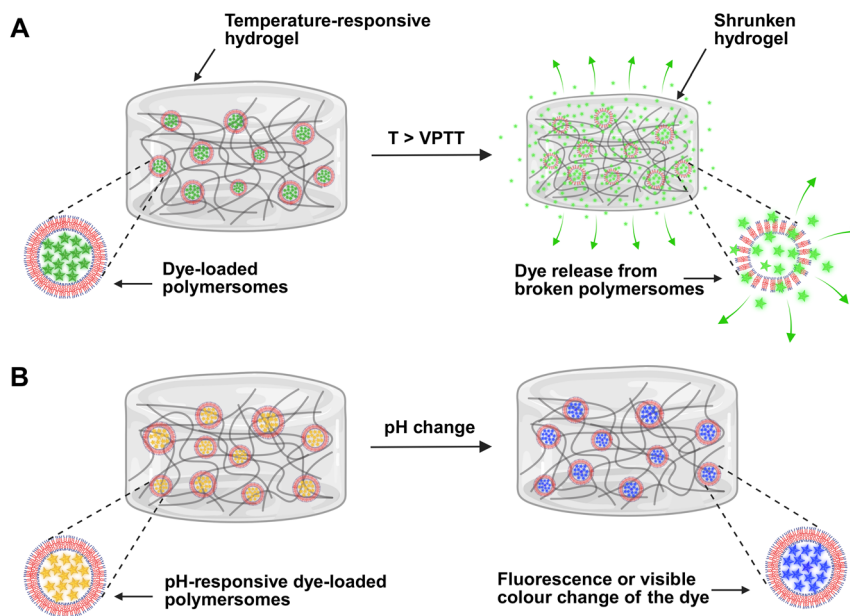 A
Temperature-responsive
hydrogel
Shrunken
hydrogel
T > VPTT
Dye-loaded
polymersomes
Dye release from
broken polymersomes
B
pH change
pH-responsive dye-loaded
polymersomes
Fluorescence or visible
colour change of the dye